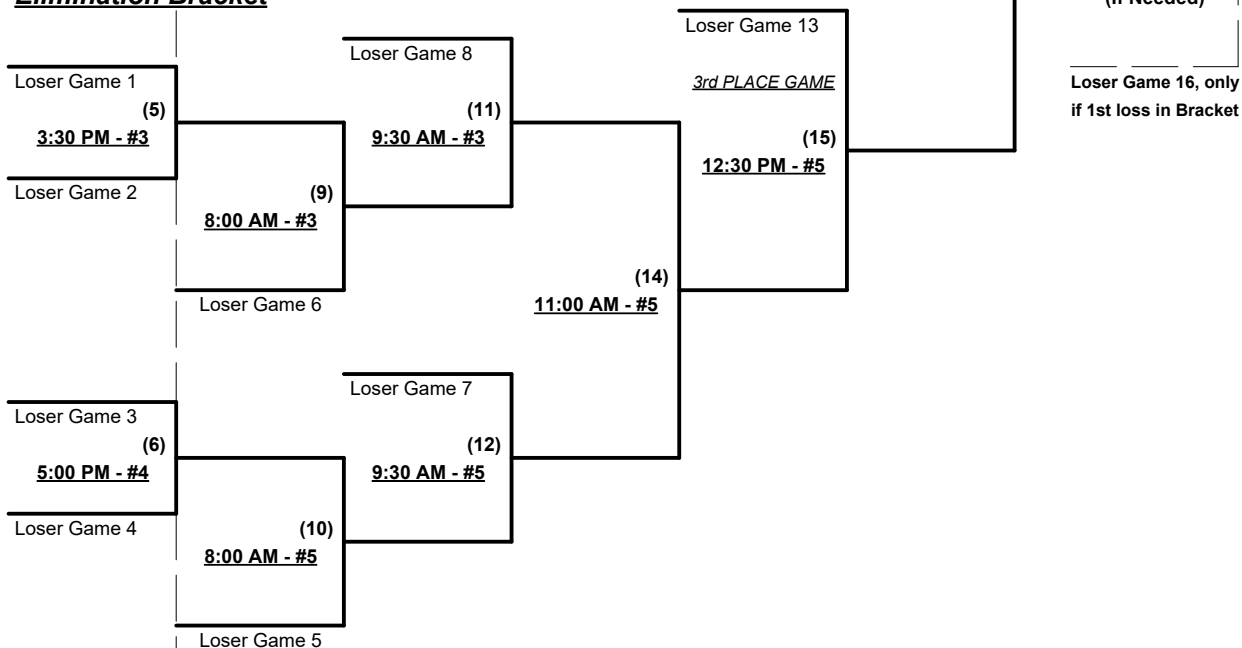 Elimination Bracket
(If Needed)
Loser Game 13
Loser Game 8
Loser Game 1
3rd PLACE GAME
Loser Game 16, only
if 1st loss in Bracket
(5)
3:30 PM - #3
(11)
9:30 AM - #3
(15)
12:30 PM - #5
Loser Game 2
(9)
8:00 AM - #3
(14)
11:00 AM - #5
Loser Game 6
Loser Game 7
Loser Game 3
(6)
5:00 PM - #4
(12)
9:30 AM - #5
Loser Game 4
(10)
8:00 AM - #5
Loser Game 5